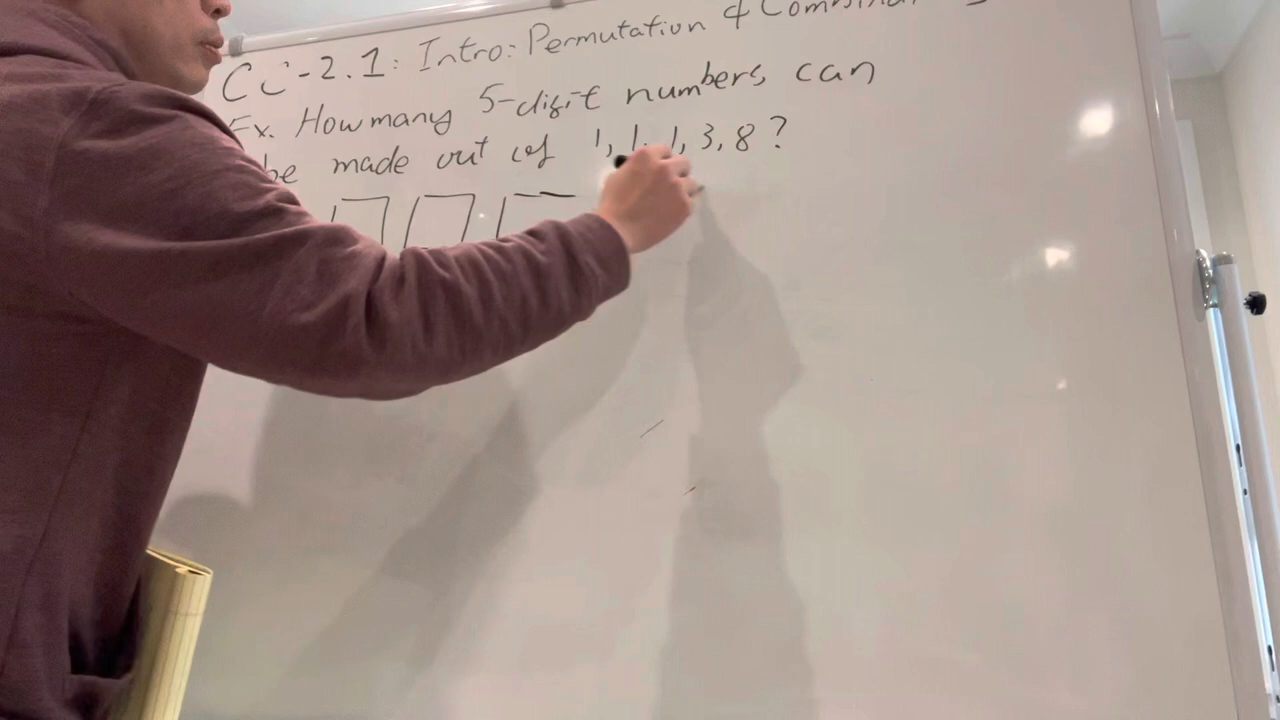 CC-2.1: Intro: Permutation &
Ex. How many 5-digit numbers can
be made out of 1, 1, 1, 3, 8 ?